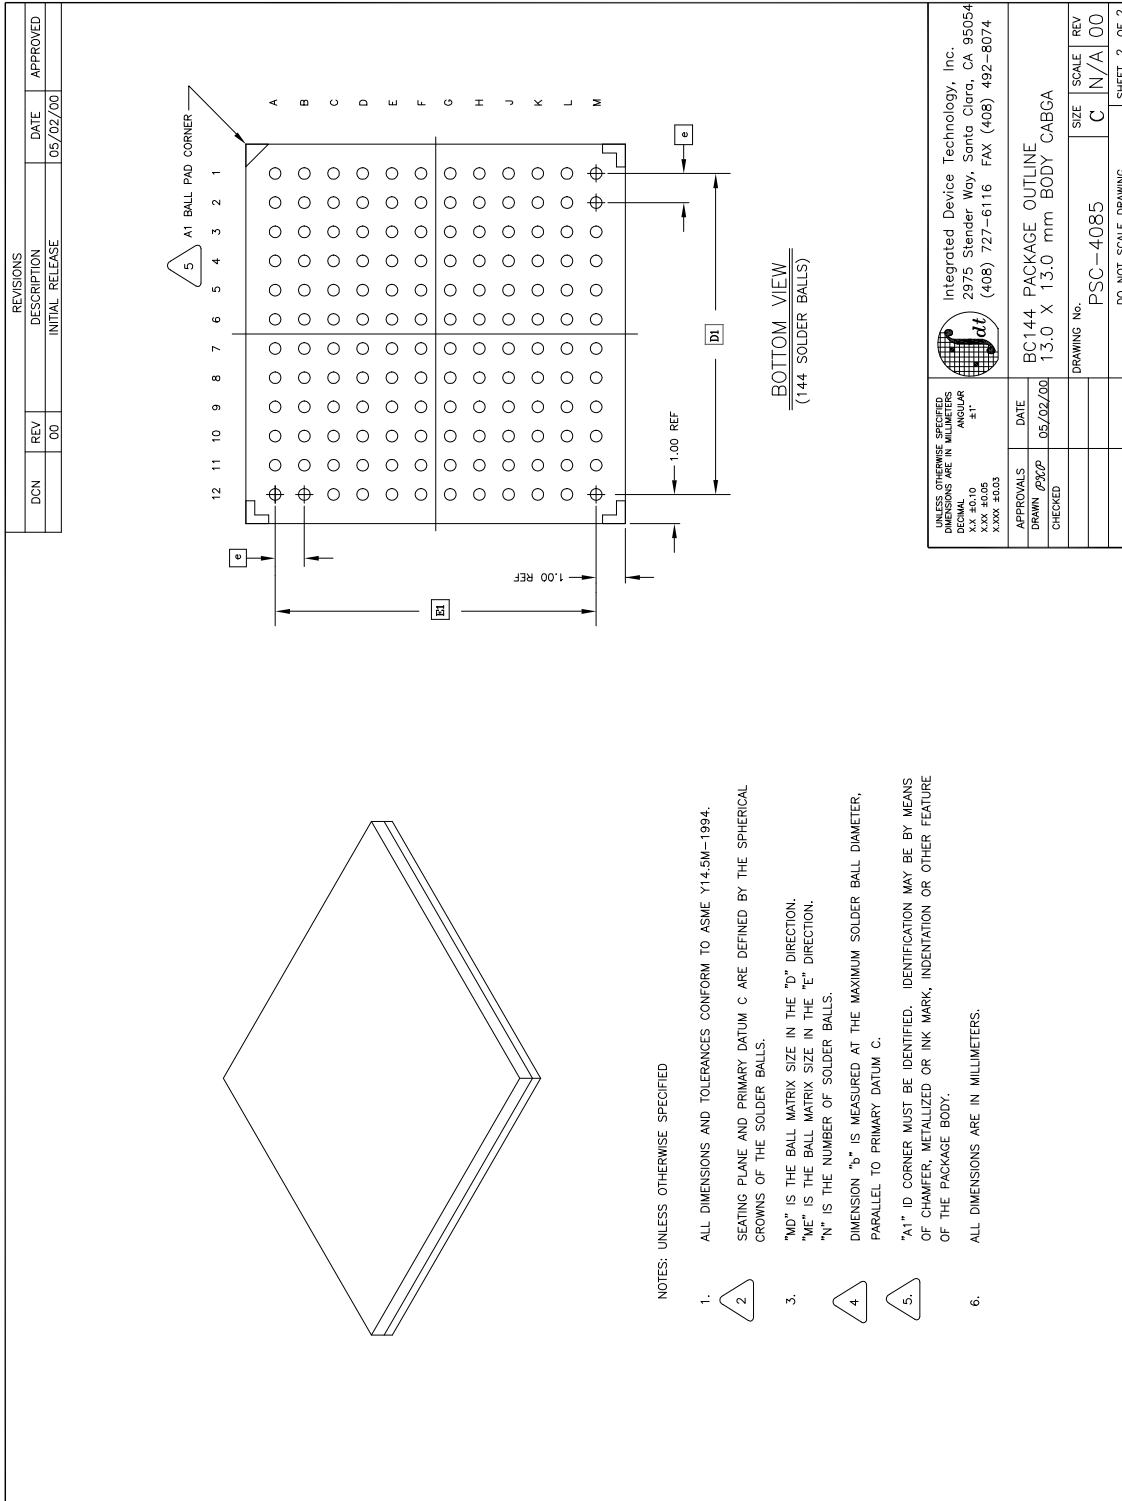 REVISIONS
DCN REV DESCRIPTION DATE APPROVED
00 INITIAL RELEASE 05/02/00
5 A1 BALL PAD CORNER
12 11 10 9 8 7 6 5 4 3 2 1
A
B
C
D
E
F
G
H
J
K
L
M
e
E1
1.00 REF
1.00 REF
D1
e
BOTTOM VIEW
(144 SOLDER BALLS)
NOTES: UNLESS OTHERWISE SPECIFIED
1. ALL DIMENSIONS AND TOLERANCES CONFORM TO ASME Y14.5M-1994.
2 SEATING PLANE AND PRIMARY DATUM C ARE DEFINED BY THE SPHERICAL
CROWNS OF THE SOLDER BALLS.
3. "MD" IS THE BALL MATRIX SIZE IN THE "D" DIRECTION.
"ME" IS THE BALL MATRIX SIZE IN THE "E" DIRECTION.
"N" IS THE NUMBER OF SOLDER BALLS.
4 DIMENSION "b" IS MEASURED AT THE MAXIMUM SOLDER BALL DIAMETER,
PARALLEL TO PRIMARY DATUM C.
5. "A1" ID CORNER MUST BE IDENTIFIED. IDENTIFICATION MAY BE BY MEANS
OF CHAMFER, METALLIZED OR INK MARK, INDENTATION OR OTHER FEATURE
OF THE PACKAGE BODY.
6. ALL DIMENSIONS ARE IN MILLIMETERS.
UNLESS OTHERWISE SPECIFIED
DIMENSIONS ARE IN MILLIMETERS
DECIMAL ANGULAR
X.X ±0.10 ±1°
X.XX ±0.05
X.XXX ±0.03
APPROVALS DATE
DRAWN 05/02/00
CHECKED
idt
Integrated Device Technology, Inc.
2975 Stender Way, Santa Clara, CA 95054
(408) 727-6116 FAX (408) 492-8074
BC144 PACKAGE OUTLINE
13.0 X 13.0 mm BODY CABGA
DRAWING No. SIZE SCALE REV
PSC-4085 C N/A 00
DO NOT SCALE DRAWING SHEET 2 OF 2